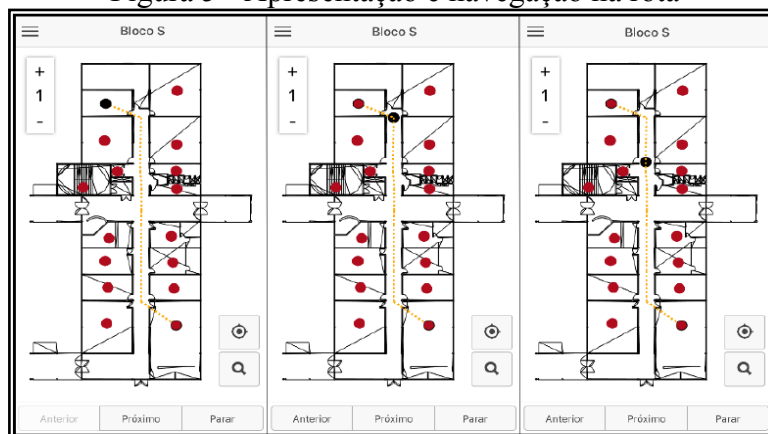 Figura 5 - Apresentação e navegação na rota
Bloco S
+
1
-
Anterior Próximo Parar
Bloco S
+
1
-
Anterior Próximo Parar
Bloco S
+
1
-
Anterior Próximo Parar